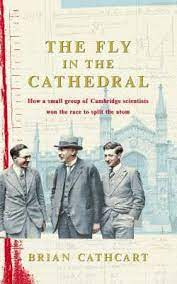 THE FLY
IN THE
CATHEDRAL
How a small group of Cambridge scientists
won the race to split the atom
BRIAN CATHCART